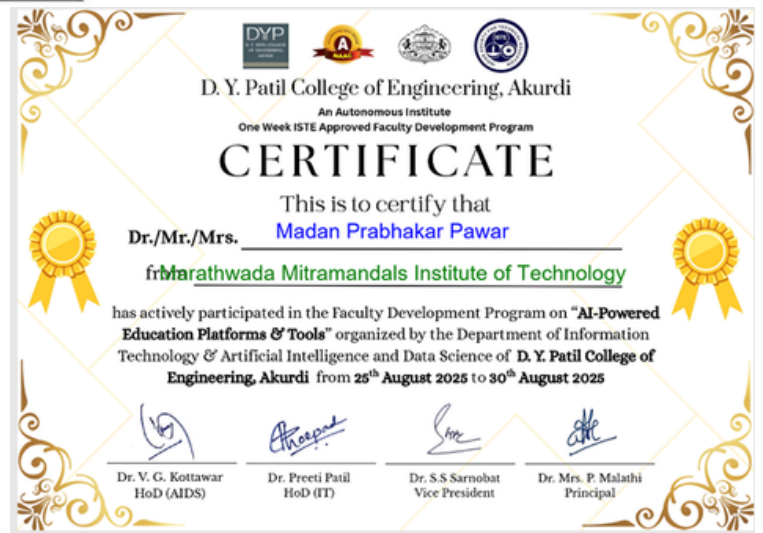 DYP
D. Y. Patil College of Engineering, Akurdi
An Autonomous Institute
One Week ISTE Approved Faculty Development Program
CERTIFICATE
This is to certify that
Dr./Mr./Mrs. Madan Prabhakar Pawar
from Marathwada Mitramandals Institute of Technology
has actively participated in the Faculty Development Program on "AI-Powered
Education Platforms & Tools" organized by the Department of Information
Technology & Artificial Intelligence and Data Science of D. Y. Patil College of
Engineering, Akurdi from 25th August 2025 to 30th August 2025
Dr. V. G. Kottawar Dr. Preeti Patil Dr. S.S Sarnobat Dr. Mrs. P. Malathi
HoD (AIDS) HoD (IT) Vice President Principal